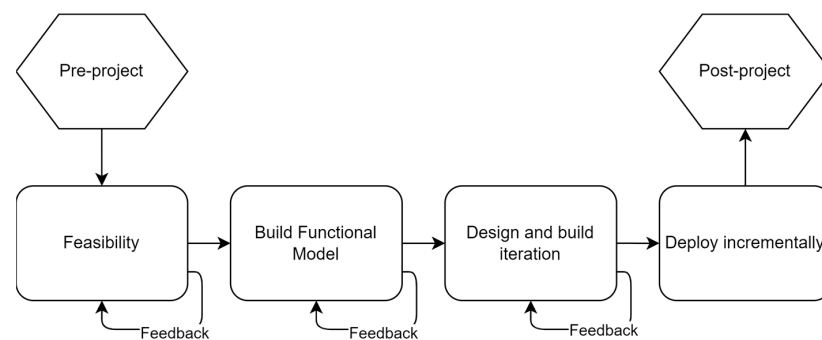 Pre-project
Post-project
Feasibility
Build Functional
Model
Design and build
iteration
Deploy incrementally
Feedback
Feedback
Feedback